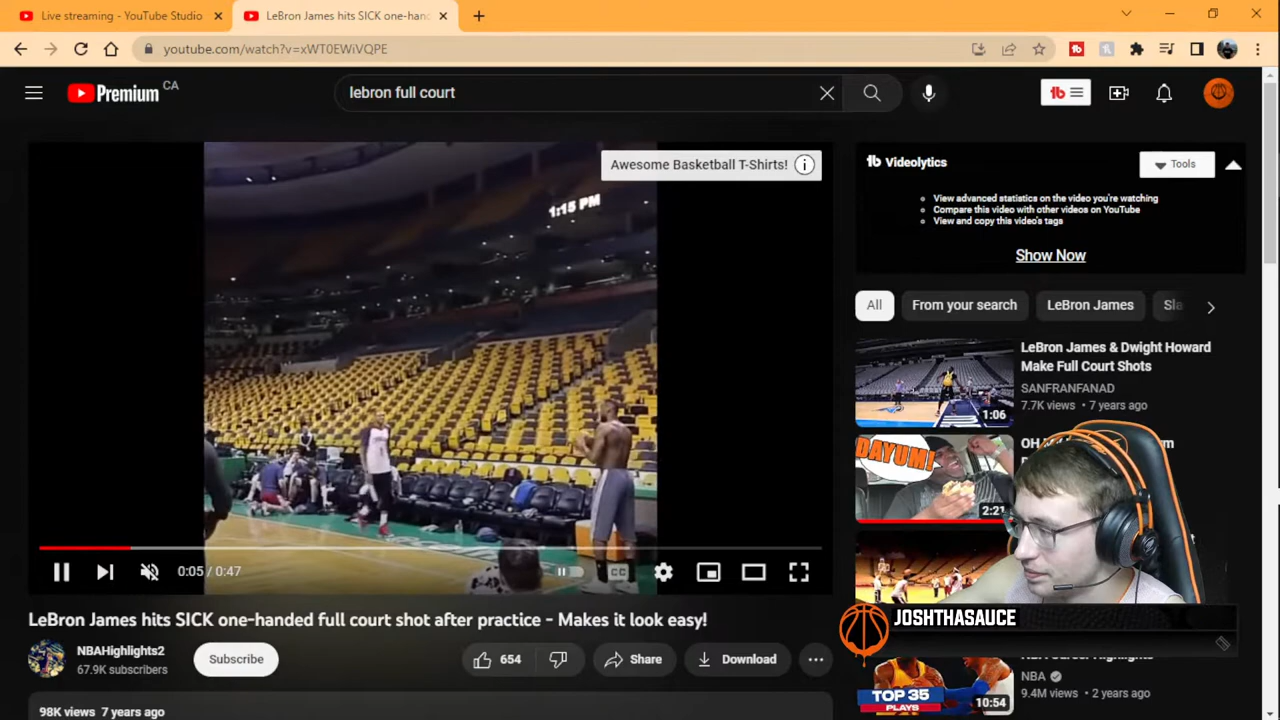 Live streaming - YouTube Studio
LeBron James hits SICK one-hand
youtube.com/watch?v=xWT0EWiVQPE
Premium CA
lebron full court
Awesome Basketball T-Shirts!
1:15 PM
Videolytics
Tools
View advanced statistics on the video you're watching
Compare this video with other videos on YouTube
View and copy this video's tags
Show Now
All
From your search
LeBron James
Sla
LeBron James & Dwight Howard
Make Full Court Shots
SANFRANFANAD
7.7K views • 7 years ago
1:06
DAYUM!
2:21
JOSHTHASAUCE
0:05 / 0:47
CC
LeBron James hits SICK one-handed full court shot after practice - Makes it look easy!
NBAHighlights2
67.9K subscribers
Subscribe
654
Share
Download
98K views 7 years ago
TOP 35
PLAYS
10:54
NBA
9.4M views • 2 years ago